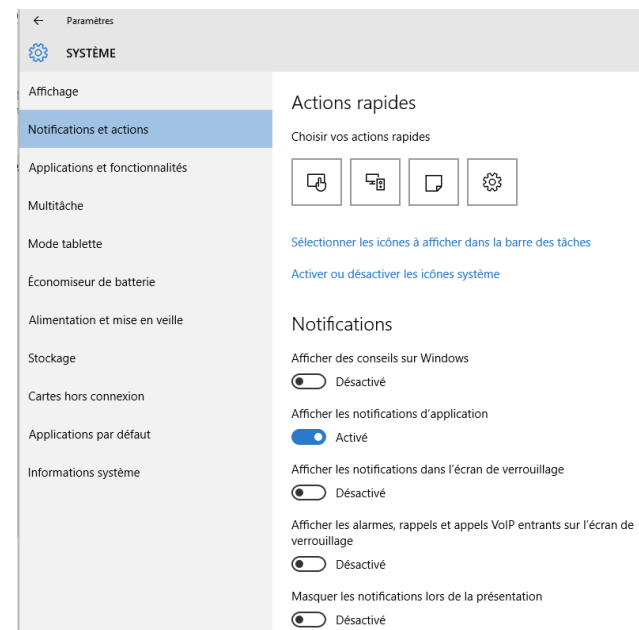 Paramètres
SYSTÈME
Affichage
Notifications et actions
Applications et fonctionnalités
Multitâche
Mode tablette
Économiseur de batterie
Alimentation et mise en veille
Stockage
Cartes hors connexion
Applications par défaut
Informations système
Actions rapides
Choisir vos actions rapides
Sélectionner les icônes à afficher dans la barre des tâches
Activer ou désactiver les icônes système
Notifications
Afficher des conseils sur Windows
Désactivé
Afficher les notifications d'application
Activé
Afficher les notifications dans l'écran de verrouillage
Désactivé
Afficher les alarmes, rappels et appels VoIP entrants sur l'écran de
verrouillage
Désactivé
Masquer les notifications lors de la présentation
Désactivé